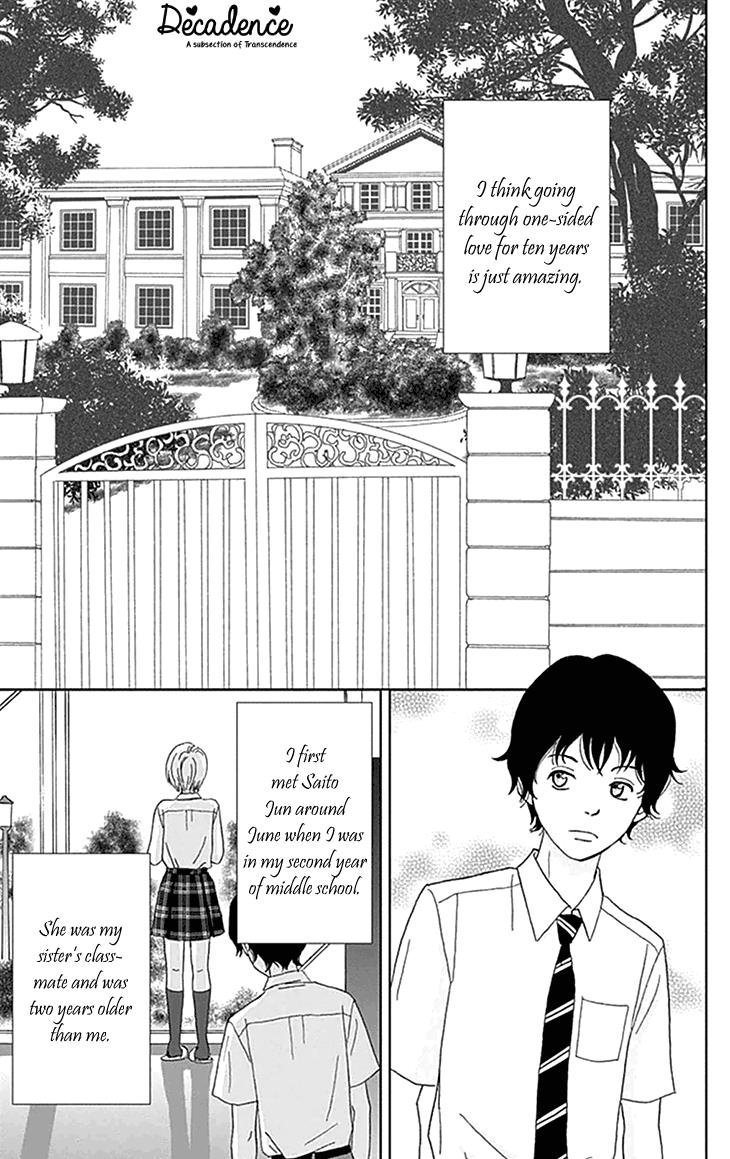 Decadence
A subsection of Transcendence
I think going
through one-sided
love for ten years
is just amazing.
I first
met Saito
Jun around
June when I was
in my second year
of middle school.
She was my
sister's class-
mate and was
two years older
than me.